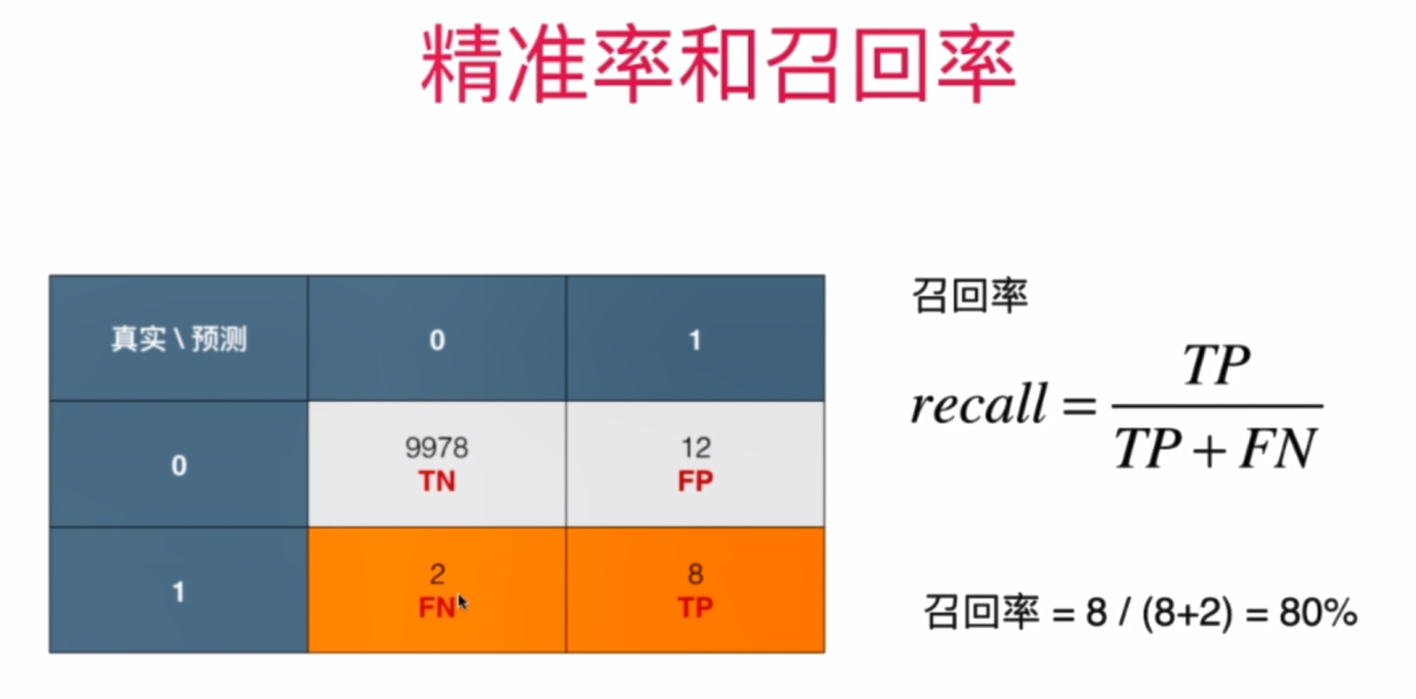 精准率和召回率
真实 \ 预测 0 1
0 9978 12
TN FP
1 2 8
FN TP
召回率
recall = TP / TP + FN
召回率 = 8 / (8+2) = 80%